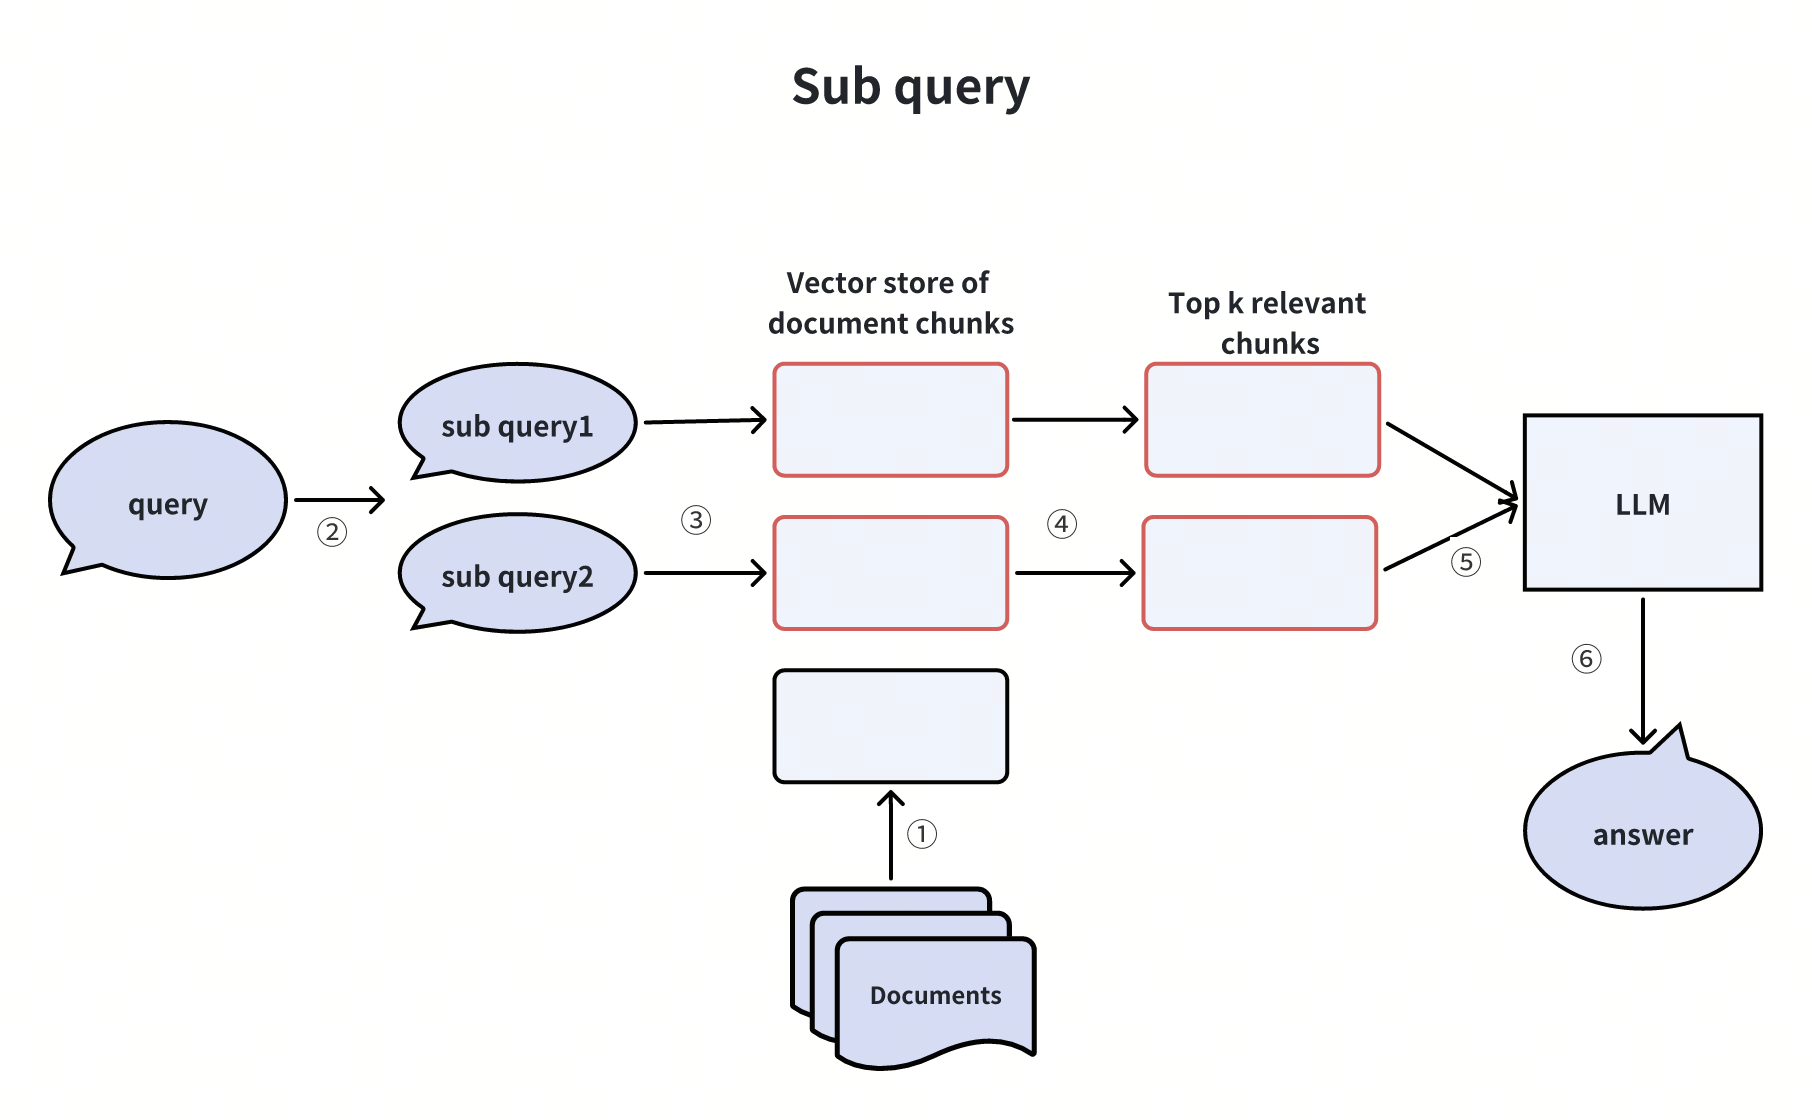 Sub query
Vector store of
document chunks
Top k relevant
chunks
query
②
sub query1
sub query2
③
④
⑤
LLM
⑥
①
answer
Documents